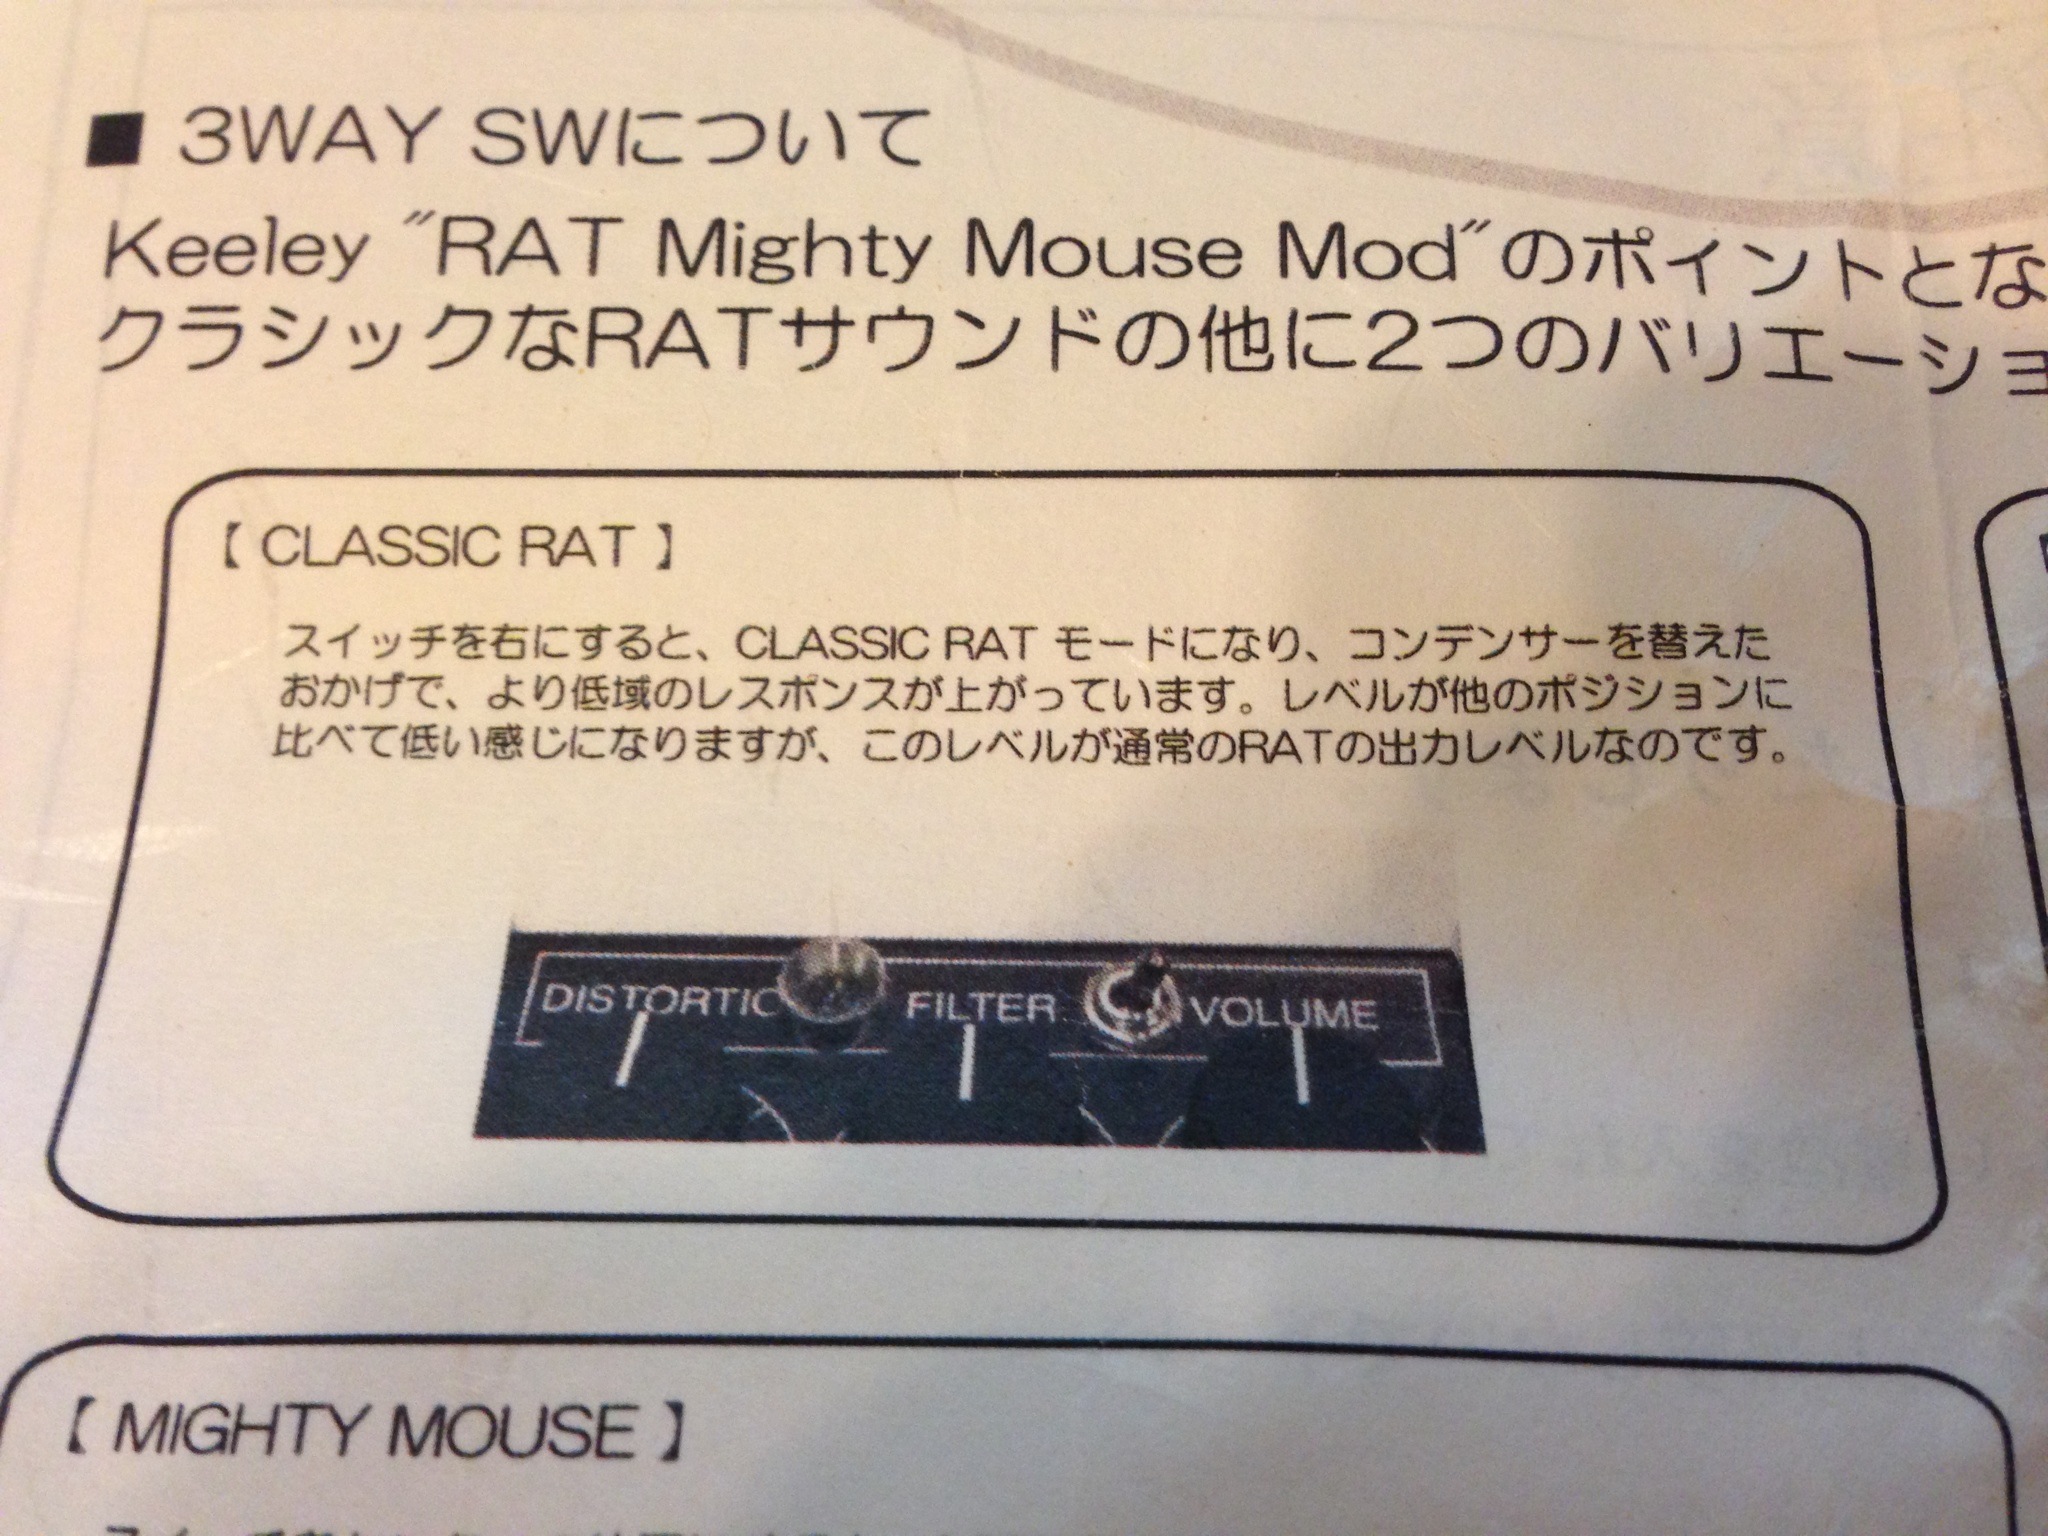 ■ 3WAY SWについて
Keeley "RAT Mighty Mouse Mod"のポイントとな
クラシックなRATサウンドの他に2つのバリエーショ
【 CLASSIC RAT 】
スイッチを右にすると、CLASSIC RAT モードになり、コンデンサーを替えた
おかげで、より低域のレスポンスが上がっています。レベルが他のポジションに
比べて低い感じになりますが、このレベルが通常のRATの出力レベルなのです。
DISTORTIO FILTER VOLUME
【 MIGHTY MOUSE 】